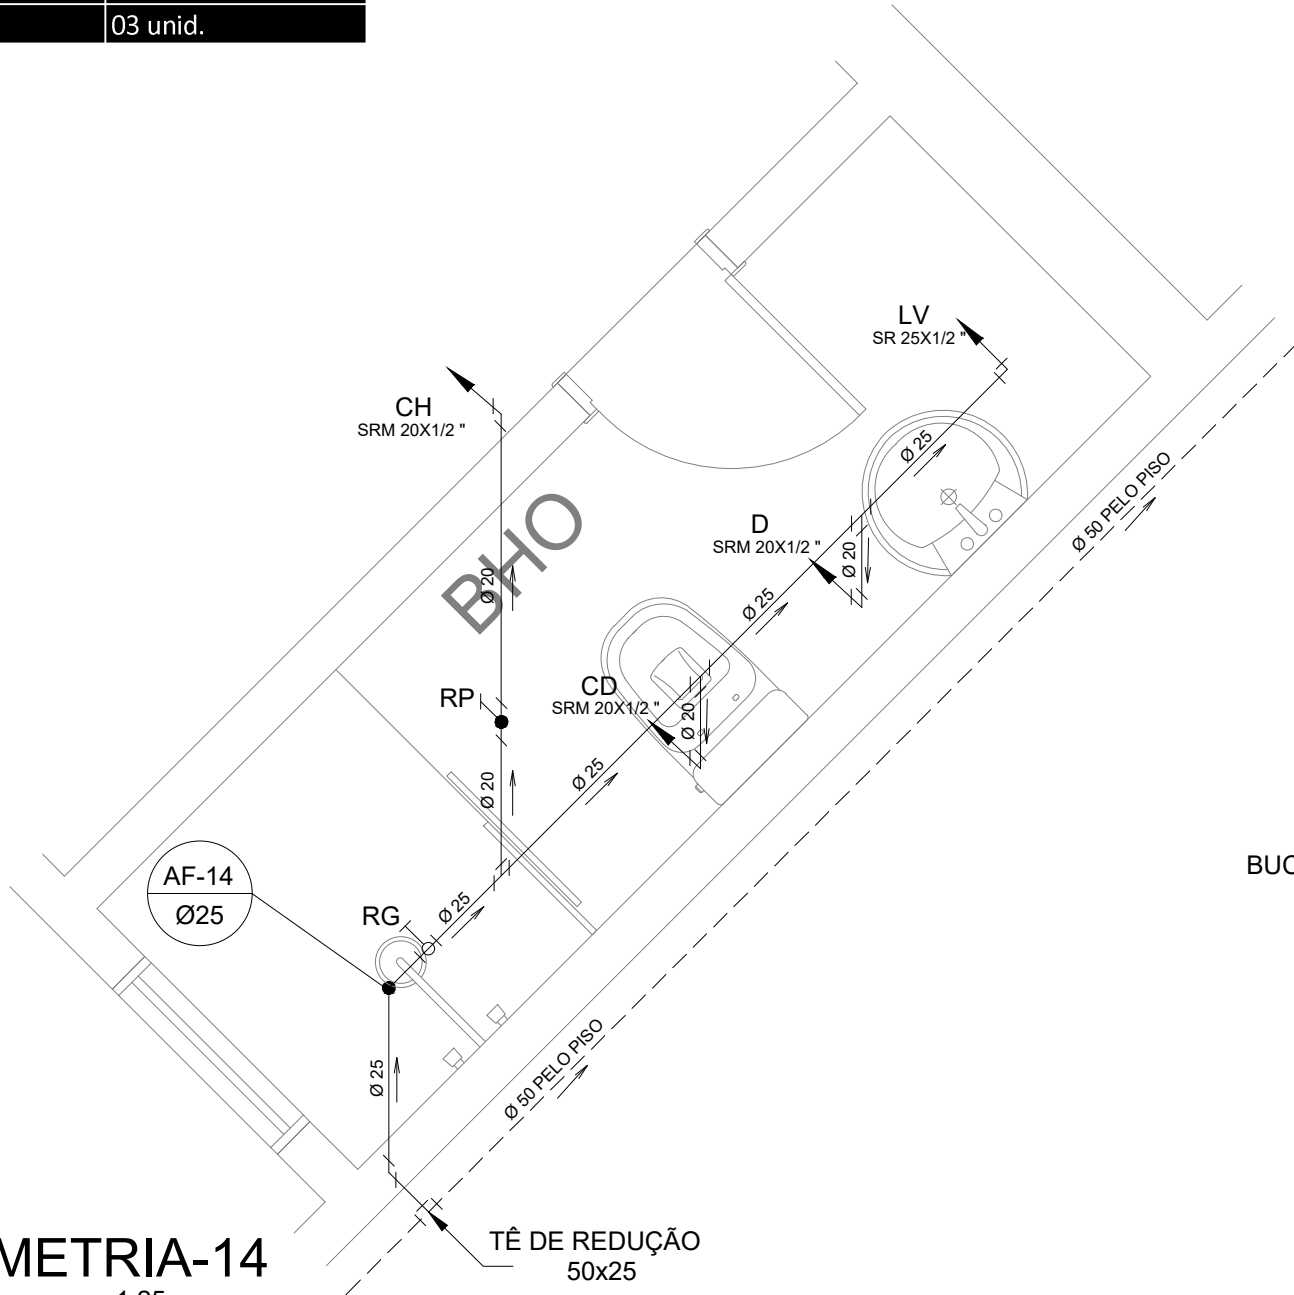 03 unid.
LV
SR 25X1/2 "
CH
SRM 20X1/2 "
Ø 25
Ø 50 PELO PISO
BHO
D
SRM 20X1/2 "
Ø 20
Ø 20
Ø 25
RP
CD
SRM 20X1/2 "
Ø 20
Ø 25
Ø 20
AF-14
Ø25
RG
Ø 25
BUC
Ø 50 PELO PISO
Ø 25
METRIA-14
TÊ DE REDUÇÃO
50x25